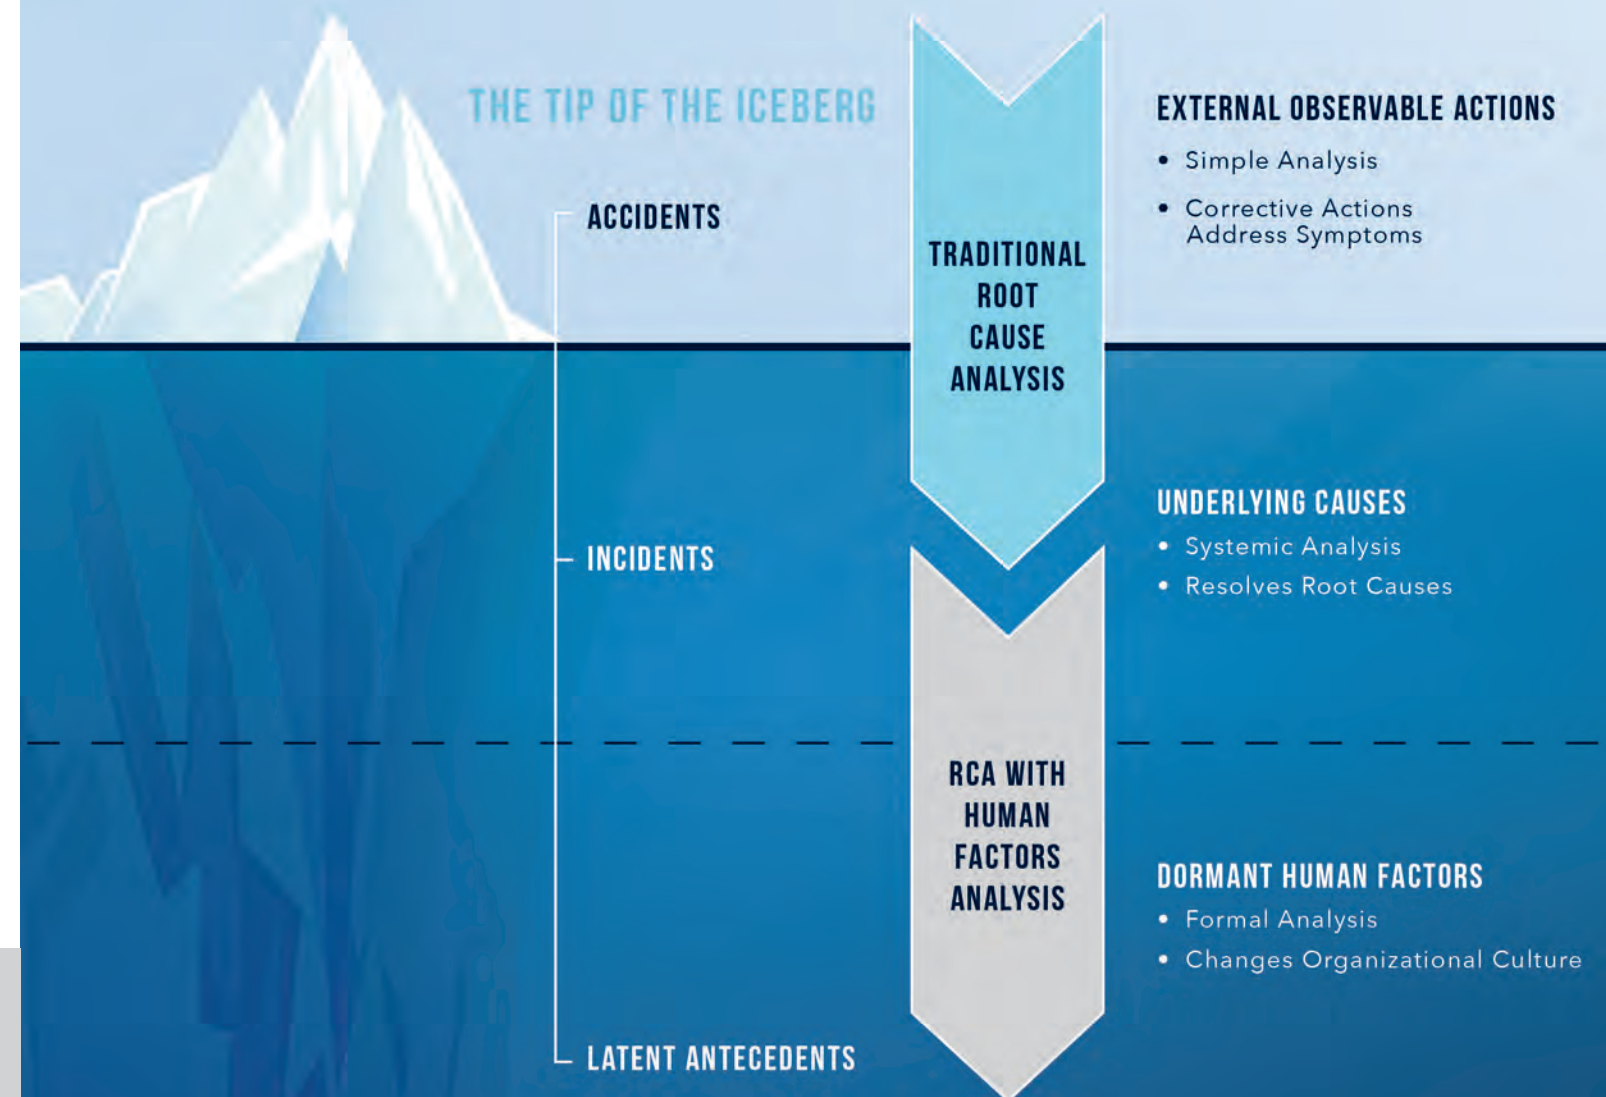 THE TIP OF THE ICEBERG
ACCIDENTS
INCIDENTS
LATENT ANTECEDENTS
TRADITIONAL
ROOT
CAUSE
ANALYSIS
RCA WITH
HUMAN
FACTORS
ANALYSIS
EXTERNAL OBSERVABLE ACTIONS
• Simple Analysis
• Corrective Actions
Address Symptoms
UNDERLYING CAUSES
• Systemic Analysis
• Resolves Root Causes
DORMANT HUMAN FACTORS
• Formal Analysis
• Changes Organizational Culture